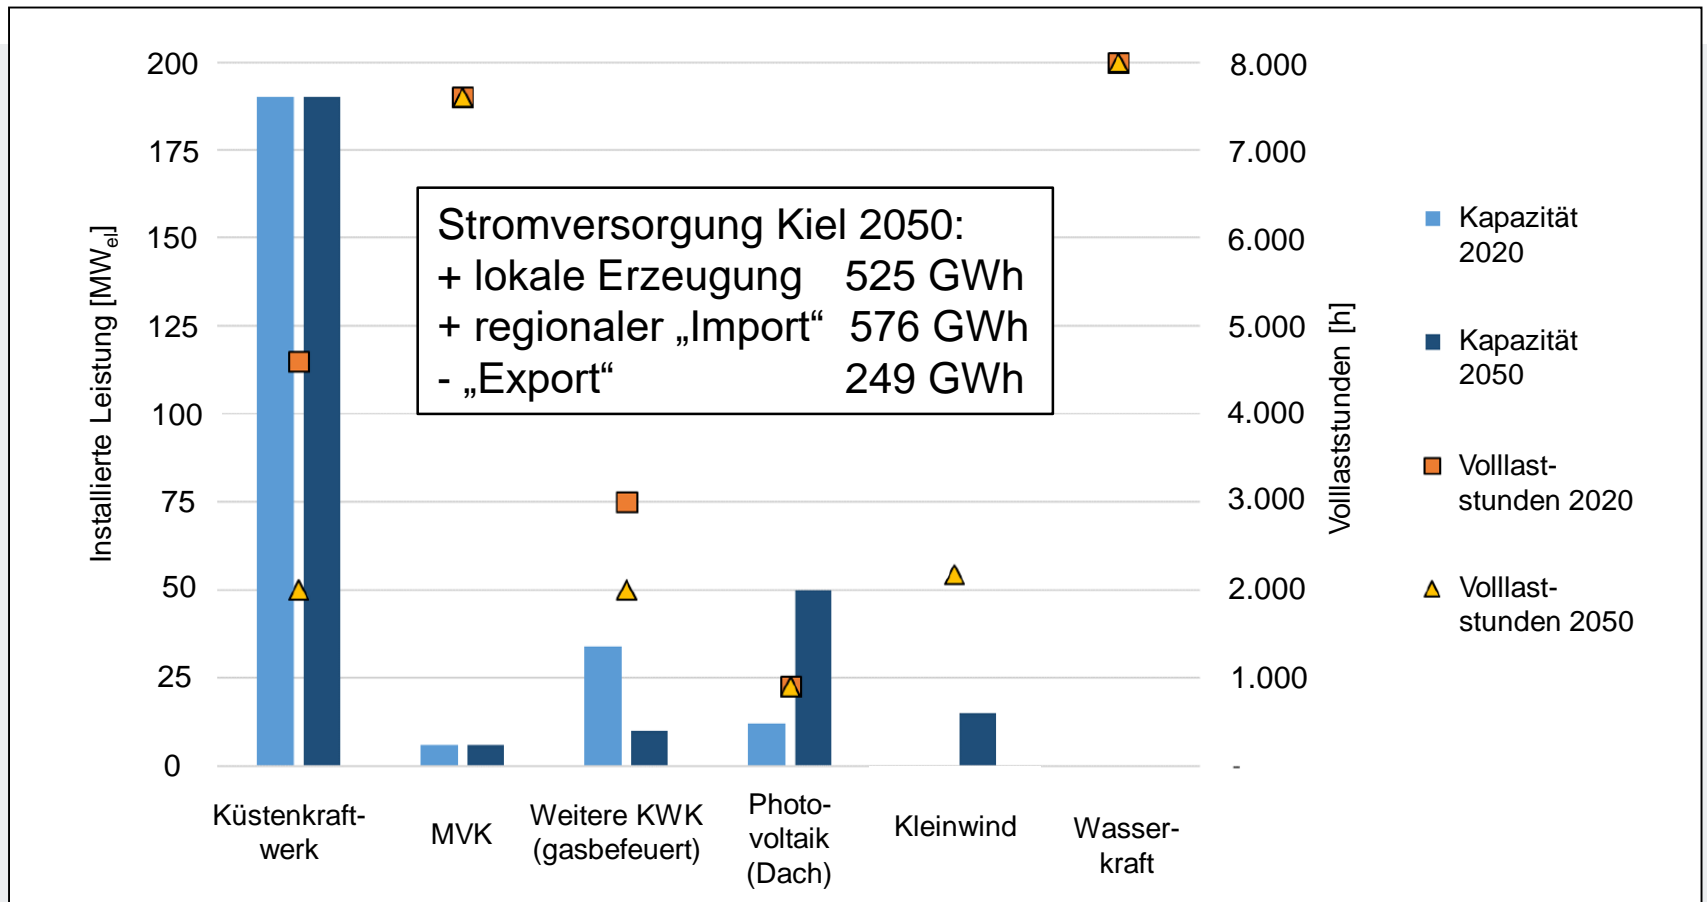 200
175
150
125
100
75
50
25
0
Installierte Leistung [MWel]
8.000
7.000
6.000
5.000
4.000
3.000
2.000
1.000
-
Volllaststunden [h]
Stromversorgung Kiel 2050:
+ lokale Erzeugung 525 GWh
+ regionaler „Import“ 576 GWh
- „Export“ 249 GWh
Küstenkraft-
werk
MVK
Weitere KWK
(gasbefeuert)
Photo-
voltaik
(Dach)
Kleinwind
Wasser-
kraft
Kapazität
2020
Kapazität
2050
Volllast-
stunden 2020
Volllast-
stunden 2050